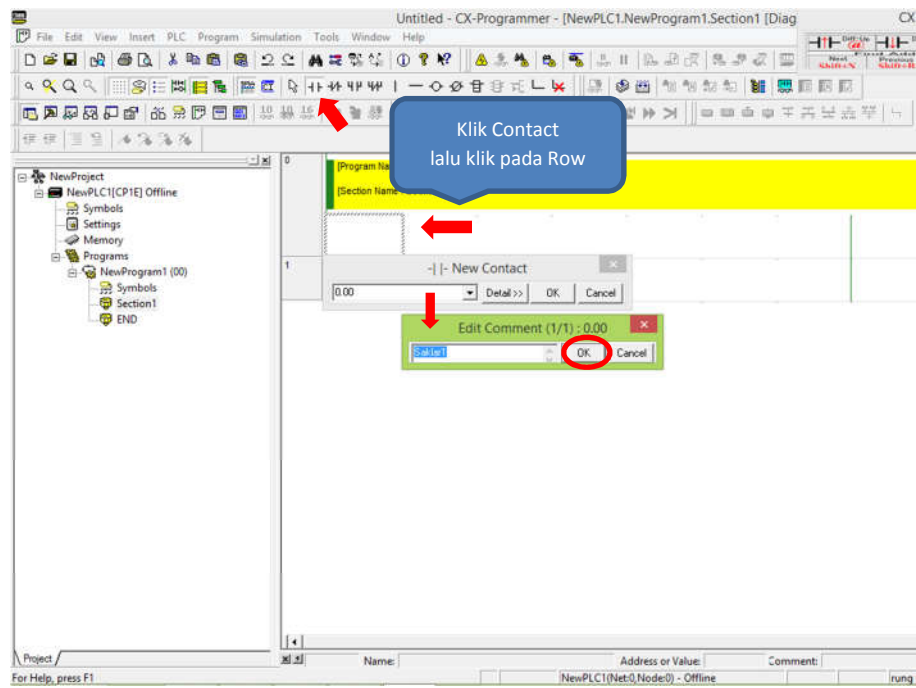 Untitled - CX-Programmer - [NewPLC1.NewProgram1.Section1 [Diag
CX
File Edit View Insert PLC Program Simulation Tools Window Help
Next
Klik Contact
lalu klik pada Row
NewProject
NewPLC1[CP1E] Offline
Symbols
Settings
Memory
Programs
NewProgram1 (00)
Symbols
Section1
END
0
[Program Na
[Section Name
1
-| |- New Contact
0.00
Detail >>
OK
Cancel
Edit Comment (1/1) : 0.00
Saklar1
OK
Cancel
Project
Name:
Address or Value:
Comment:
For Help, press F1
NewPLC1(Net:0,Node:0) - Offline
rung